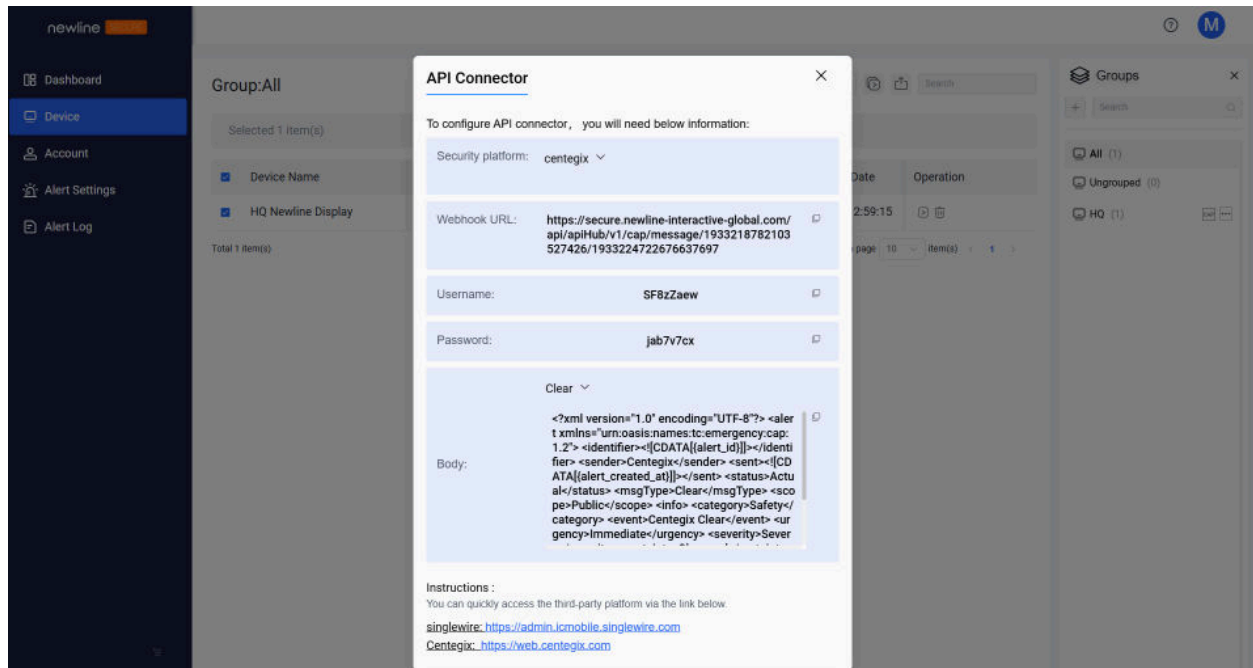 newline
M
Dashboard
Device
Account
Alert Settings
Alert Log
Group:All
Search
Selected 1 item(s)
Device Name
Date
Operation
HQ Newline Display
2:59:15
Total 1 item(s)
page 10 item(s) 1
API Connector
To configure API connector, you will need below information:
Security platform: centegix
Webhook URL: https://secure.newline-interactive-global.com/
api/apiHub/v1/cap/message/1933218782103
527426/1933224722676637697
Username: SF8zZaew
Password: jab7v7cx
Clear
Body:
<?xml version="1.0" encoding="UTF-8"?> <aler
t xmlns="urn:oasis:names:tc:emergency:cap:
1.2"> <identifier><![CDATA[{alert_id}]]></identi
fier> <sender>Centegix</sender> <sent><![CD
ATA[{alert_created_at}]]></sent> <status>Actu
al</status> <msgType>Clear</msgType> <sco
pe>Public</scope> <info> <category>Safety</
category> <event>Centegix Clear</event> <ur
gency>Immediate</urgency> <severity>Sever
Instructions :
You can quickly access the third-party platform via the link below.
singlewire: https://admin.icmobile.singlewire.com
Centegix: https://web.centegix.com
Groups
Search
All (1)
Ungrouped (0)
HQ (1)